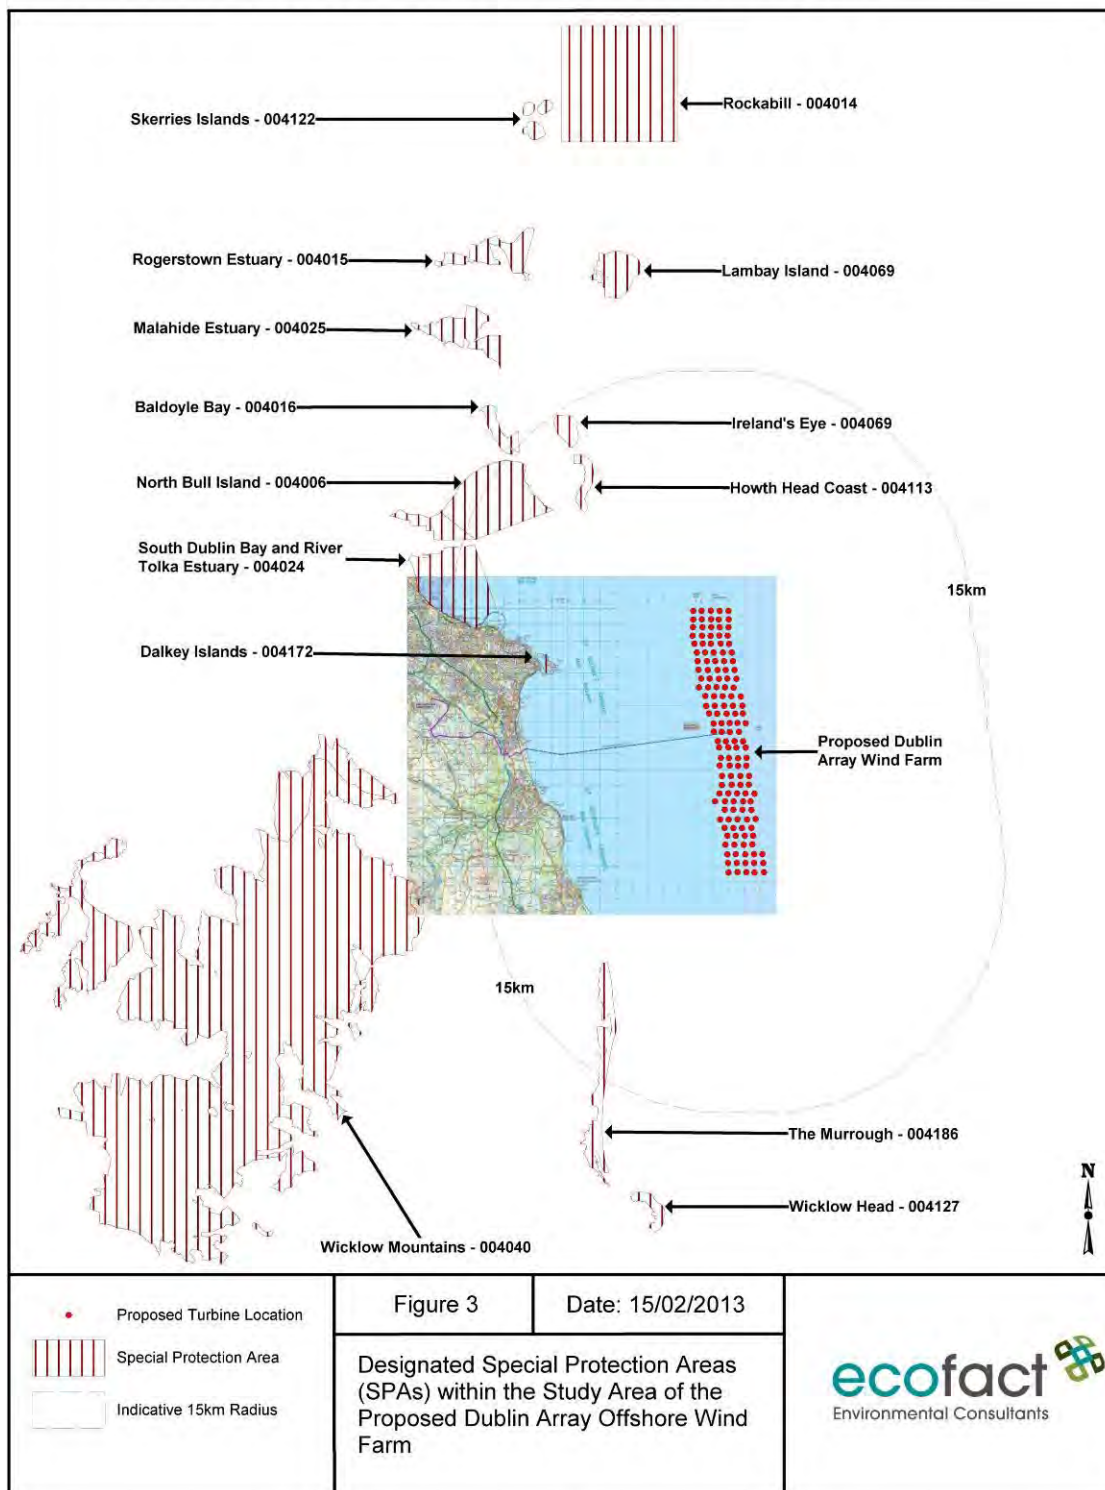 Skerries Islands - 004122
Rockabill - 004014
Rogerstown Estuary - 004015
Lambay Island - 004069
Malahide Estuary - 004025
Baldoyle Bay - 004016
Ireland's Eye - 004069
North Bull Island - 004006
Howth Head Coast - 004113
South Dublin Bay and River
Tolka Estuary - 004024
15km
Dalkey Islands - 004172
Proposed Dublin
Array Wind Farm
15km
The Murrough - 004186
Wicklow Head - 004127
N
Wicklow Mountains - 004040
Proposed Turbine Location
Special Protection Area
Indicative 15km Radius
Figure 3
Date: 15/02/2013
Designated Special Protection Areas
(SPAs) within the Study Area of the
Proposed Dublin Array Offshore Wind
Farm
ecofact
Environmental Consultants